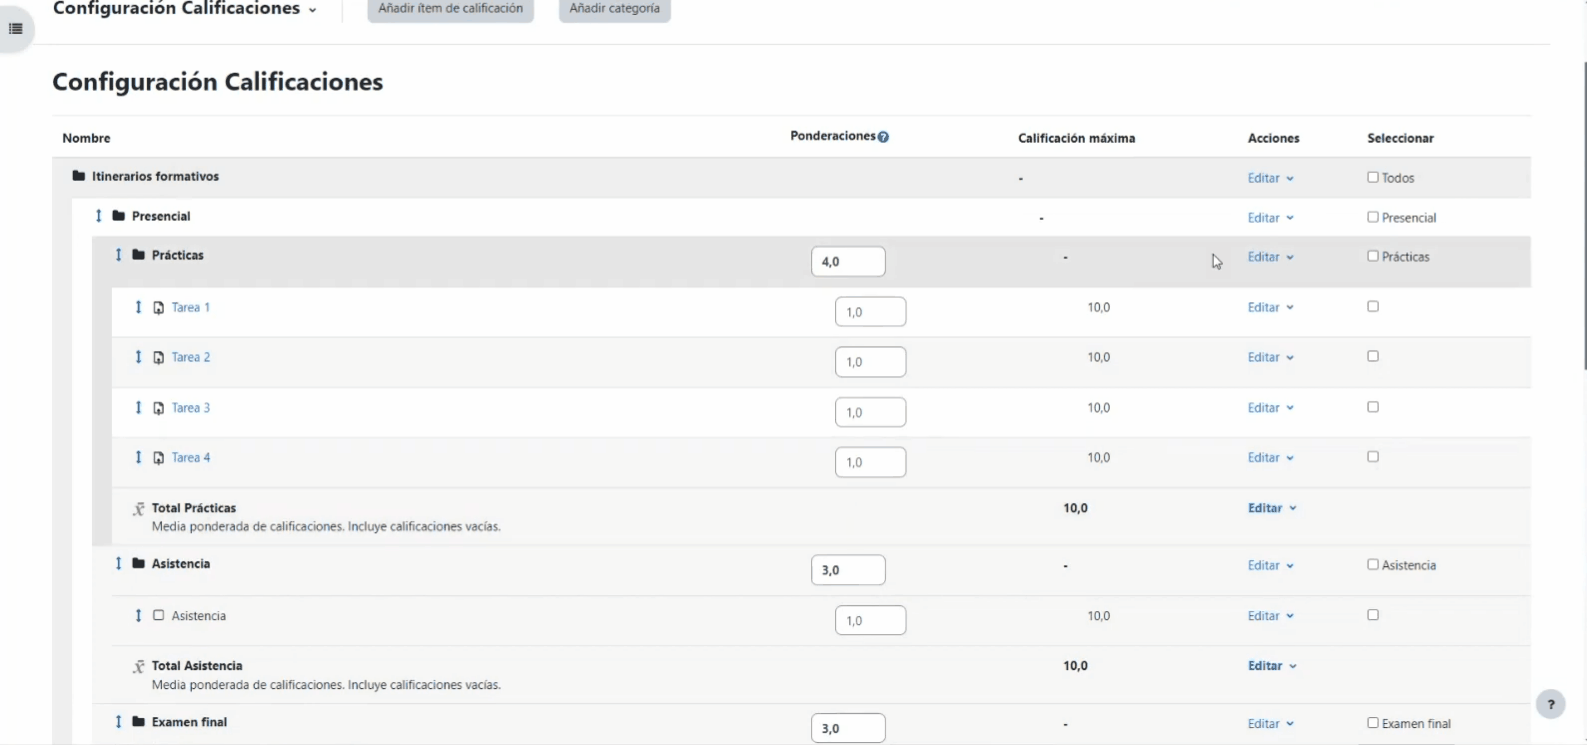 Configuración Calificaciones
Añadir ítem de calificación
Añadir categoría
Configuración Calificaciones
Nombre Ponderaciones ? Calificación máxima Acciones Seleccionar
Itinerarios formativos - Editar Todos
Presencial - Editar Presencial
Prácticas 4,0 - Editar Prácticas
Tarea 1 1,0 10,0 Editar
Tarea 2 1,0 10,0 Editar
Tarea 3 1,0 10,0 Editar
Tarea 4 1,0 10,0 Editar
Total Prácticas 10,0 Editar
Media ponderada de calificaciones. Incluye calificaciones vacías.
Asistencia 3,0 - Editar Asistencia
Asistencia 1,0 10,0 Editar
Total Asistencia 10,0 Editar
Media ponderada de calificaciones. Incluye calificaciones vacías.
?
Examen final 3,0 - Editar Examen final